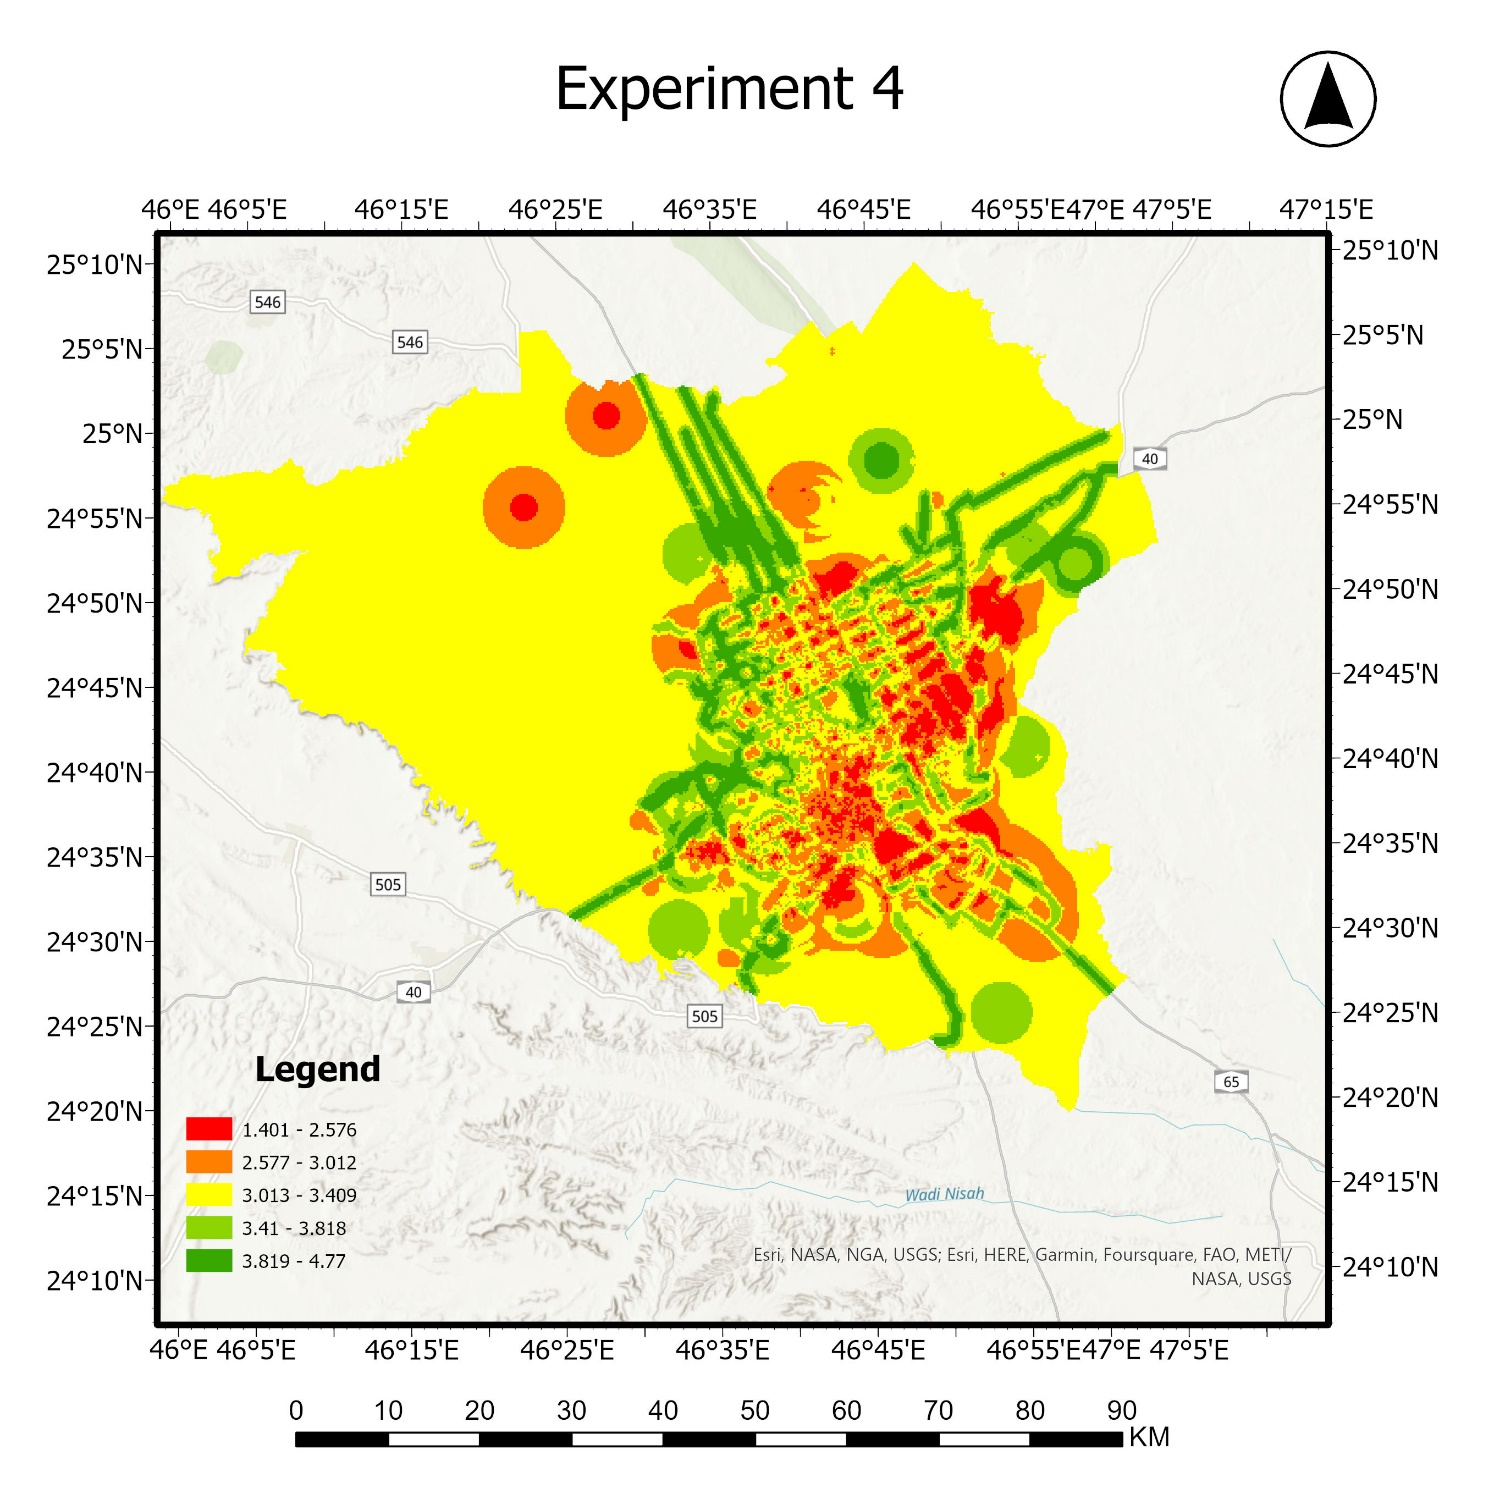 Experiment 4
46°E 46°5'E 46°15'E 46°25'E 46°35'E 46°45'E 46°55'E 47°E 47°5'E 47°15'E
25°10'N 25°10'N
546
546
25°5'N 25°5'N
25°N 25°N
40
24°55'N 24°55'N
24°50'N 24°50'N
24°45'N 24°45'N
24°40'N 24°40'N
24°35'N 24°35'N
505
24°30'N 24°30'N
40
505
24°25'N 24°25'N
65
24°20'N 24°20'N
24°15'N 24°15'N
24°10'N 24°10'N
Legend
1.401 - 2.576
2.577 - 3.012
3.013 - 3.409
3.41 - 3.818
3.819 - 4.77
Wadi Nisah
Esri, NASA, NGA, USGS; Esri, HERE, Garmin, Foursquare, FAO, METI/
NASA, USGS
46°E 46°5'E 46°15'E 46°25'E 46°35'E 46°45'E 46°55'E 47°E 47°5'E
0 10 20 30 40 50 60 70 80 90
KM